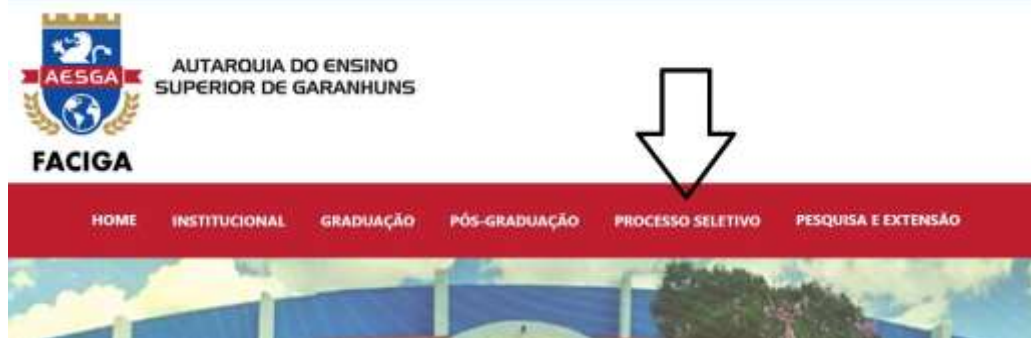 AESGA
FACIGA
AUTARQUIA DO ENSINO
SUPERIOR DE GARANHUNS
HOME INSTITUCIONAL GRADUAÇÃO PÓS-GRADUAÇÃO PROCESSO SELETIVO PESQUISA E EXTENSÃO